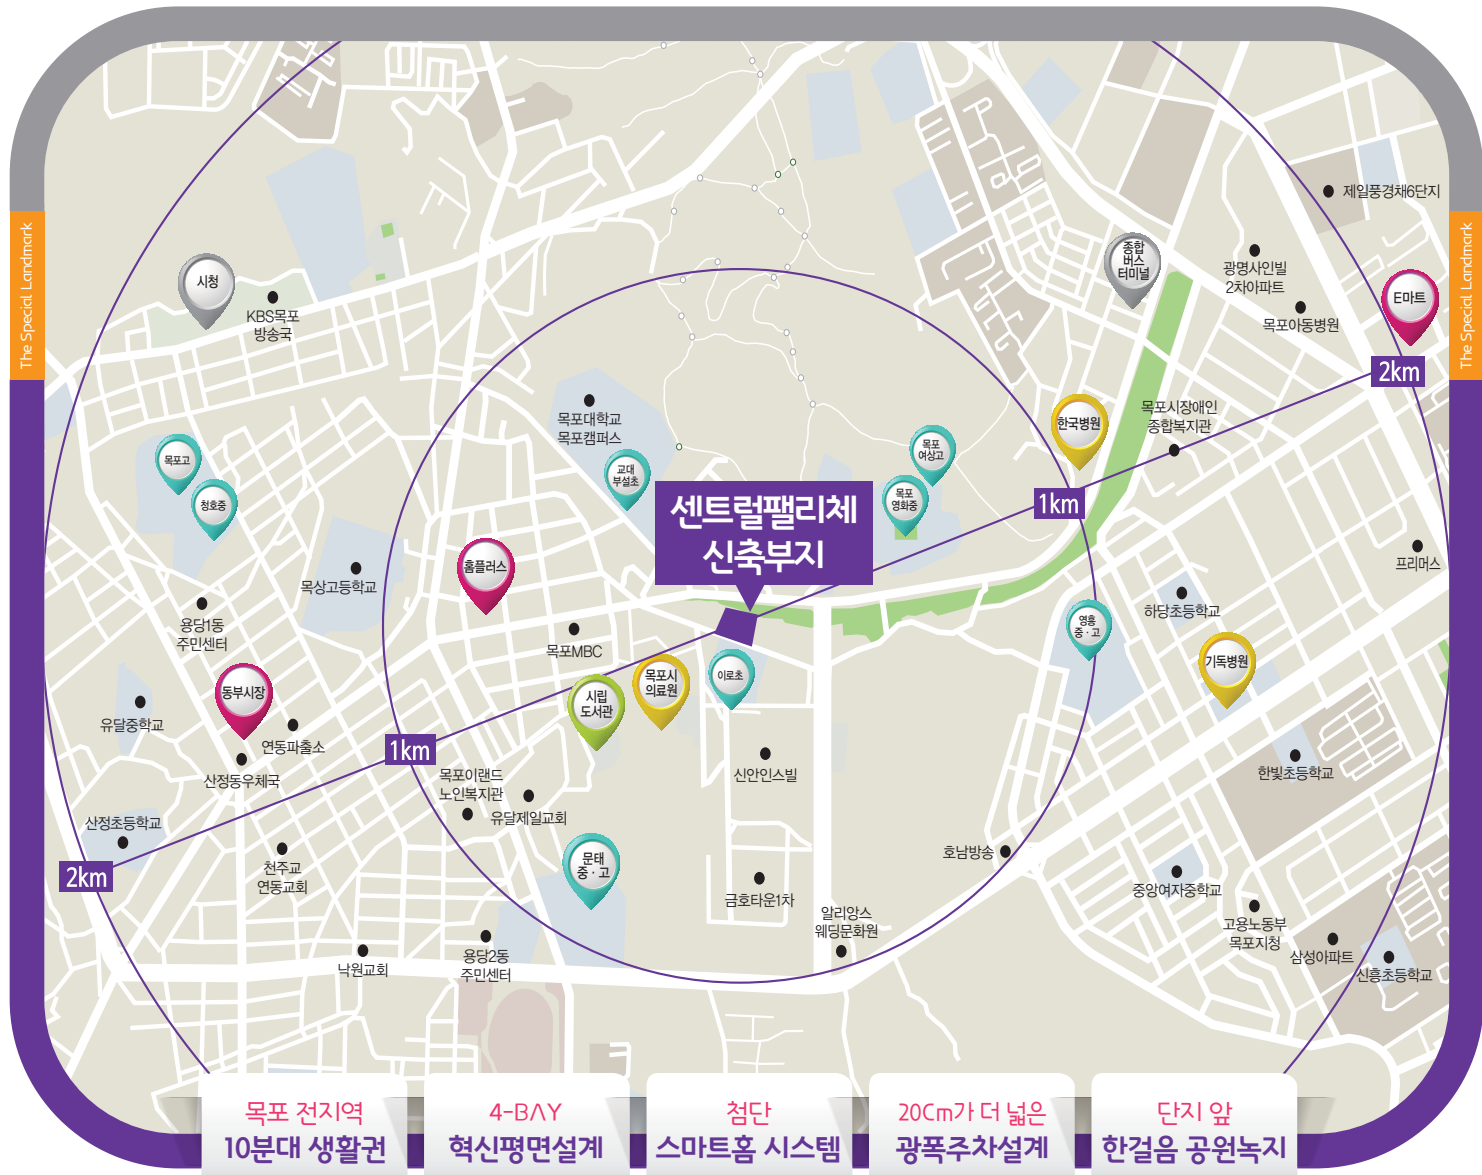 The Special Landmark
The Special Landmark
제일풍경채6단지
종합
버스
터미널
광명샤인빌
2차아파트
시청
KBS목포
방송국
E마트
목포아동병원
2km
목포대학교
목포캠퍼스
한국병원
목포시장애인
종합복지관
목포고
청호중
교대
부설초
목포
여상고
목포
영화중
1km
센트럴팰리체
신축부지
홈플러스
목상고등학교
프리머스
하당초등학교
용당1동
주민센터
목포MBC
영흥
중·고
기독병원
동부시장
시립
도서관
목포시
의료원
이로초
유달중학교
연동파출소
1km
산정동우체국
목포이랜드
노인복지관
유달제일교회
신안인스빌
한빛초등학교
산정초등학교
2km
천주교
연동교회
문태
중·고
호남방송
금호타운1차
알리앙스
웨딩문화원
중앙여자중학교
고용노동부
목포지청
삼성아파트
신흥초등학교
낙원교회
용당2동
주민센터
목포 전지역
10분대 생활권
4-BAY
혁신평면설계
첨단
스마트홈 시스템
20Cm가 더 넓은
광폭주차설계
단지 앞
한걸음 공원녹지